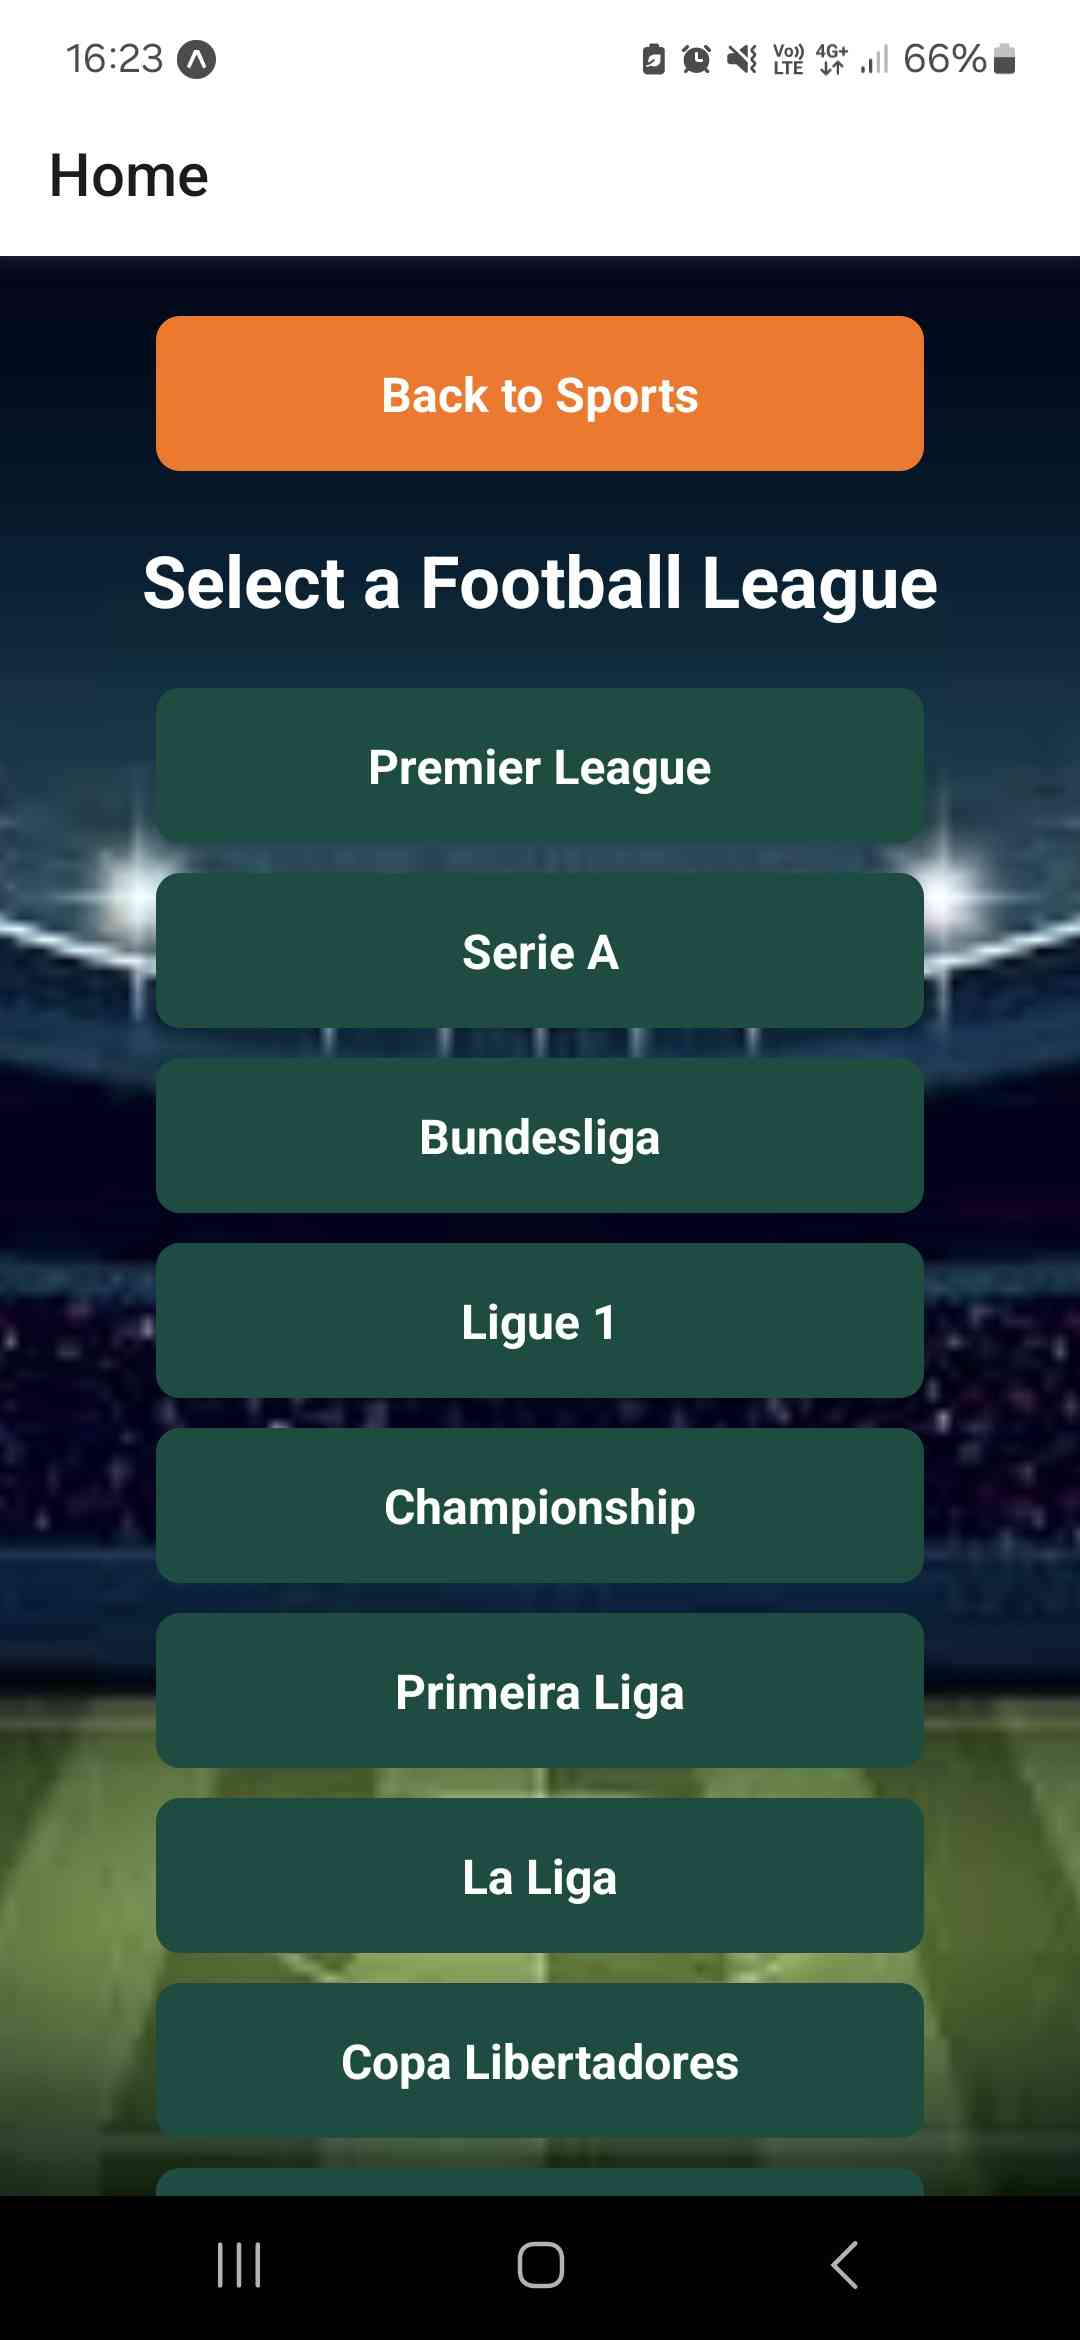 16:23 Vo)) LTE 4G+ 66%
Home
Back to Sports
Select a Football League
Premier League
Serie A
Bundesliga
Ligue 1
Championship
Primeira Liga
La Liga
Copa Libertadores